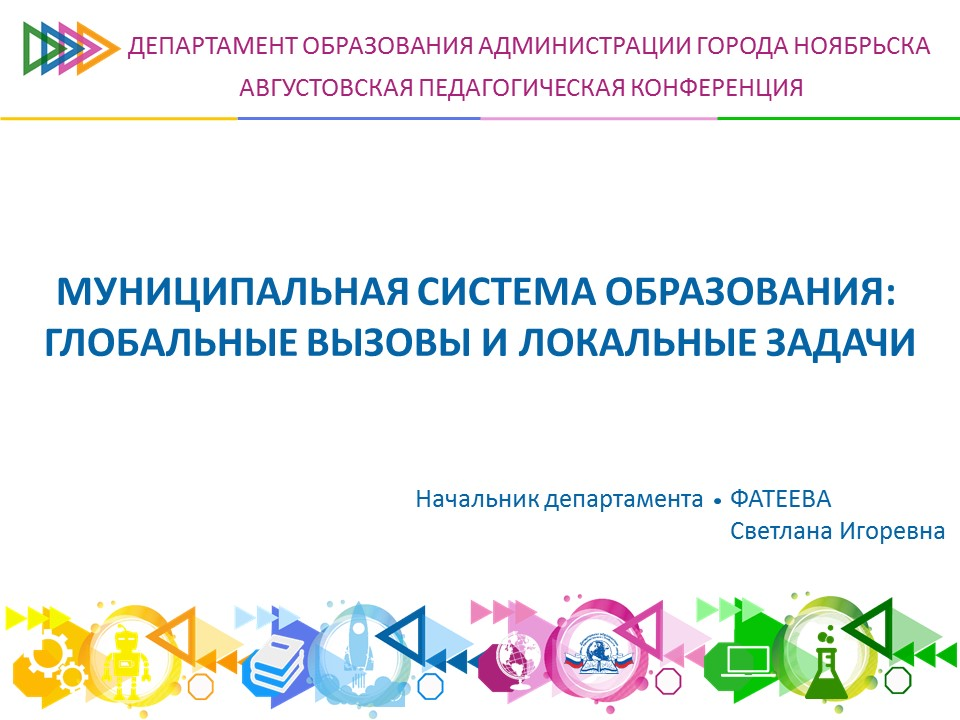 ДЕПАРТАМЕНТ ОБРАЗОВАНИЯ АДМИНИСТРАЦИИ ГОРОДА НОЯБРЬСКА
АВГУСТОВСКАЯ ПЕДАГОГИЧЕСКАЯ КОНФЕРЕНЦИЯ
МУНИЦИПАЛЬНАЯ СИСТЕМА ОБРАЗОВАНИЯ:
ГЛОБАЛЬНЫЕ ВЫЗОВЫ И ЛОКАЛЬНЫЕ ЗАДАЧИ
Начальник департамента • ФАТЕЕВА
Светлана Игоревна